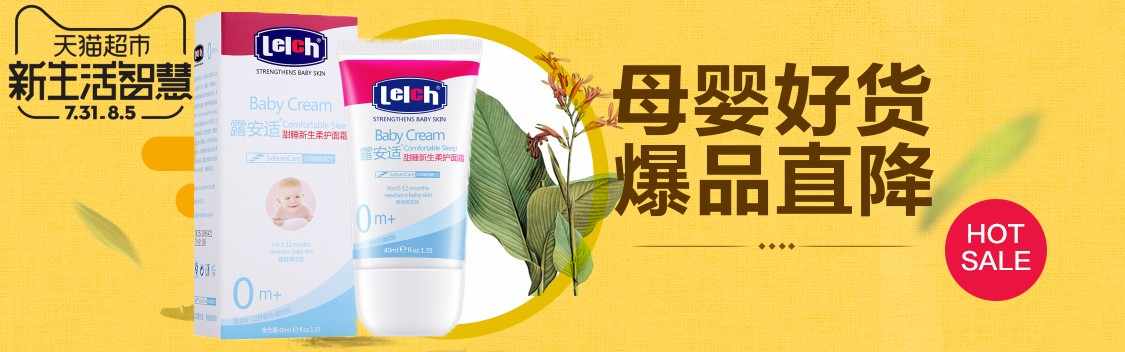 天猫超市
新生活智慧
7.31-8.5
Lelch
STRENGTHENS BABY SKIN
Baby Cream
露安适 Comfortable Sleep
甜睡新生柔护面霜
0m+
Lelch
STRENGTHENS BABY SKIN
Baby Cream
露安适 Comfortable Sleep
甜睡新生柔护面霜
0m+
40ml
母婴好货
爆品直降
HOT
SALE